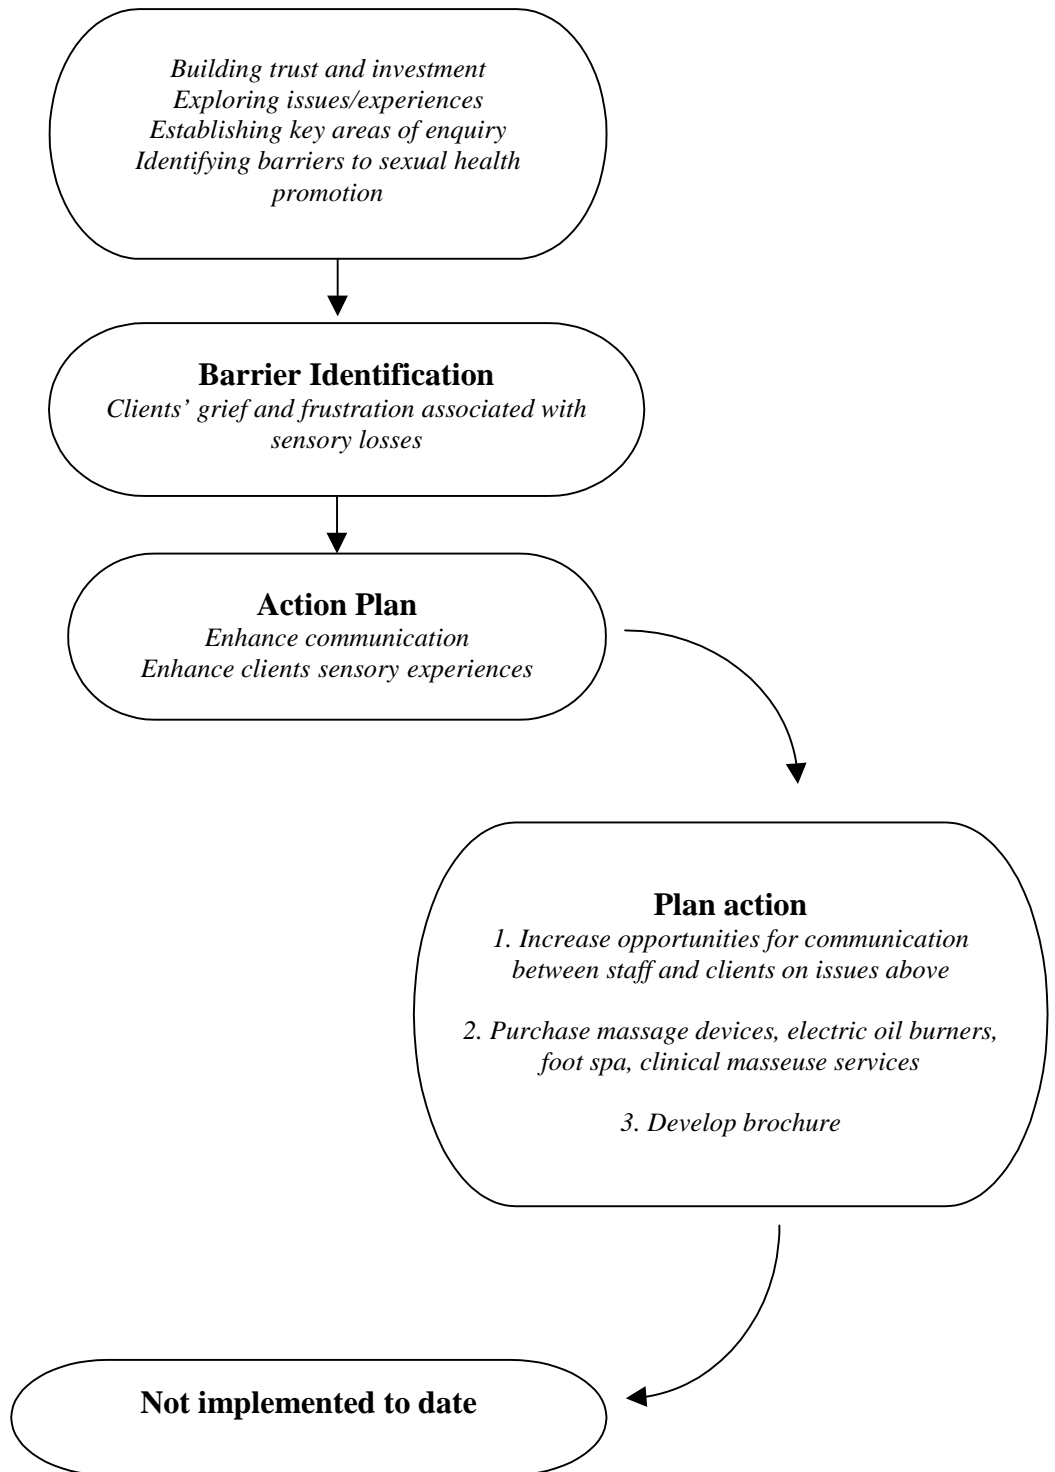 Building trust and investment
Exploring issues/experiences
Establishing key areas of enquiry
Identifying barriers to sexual health
promotion
Barrier Identification
Clients' grief and frustration associated with
sensory losses
Action Plan
Enhance communication
Enhance clients sensory experiences
Plan action
1. Increase opportunities for communication
between staff and clients on issues above
2. Purchase massage devices, electric oil burners,
foot spa, clinical masseuse services
3. Develop brochure
Not implemented to date